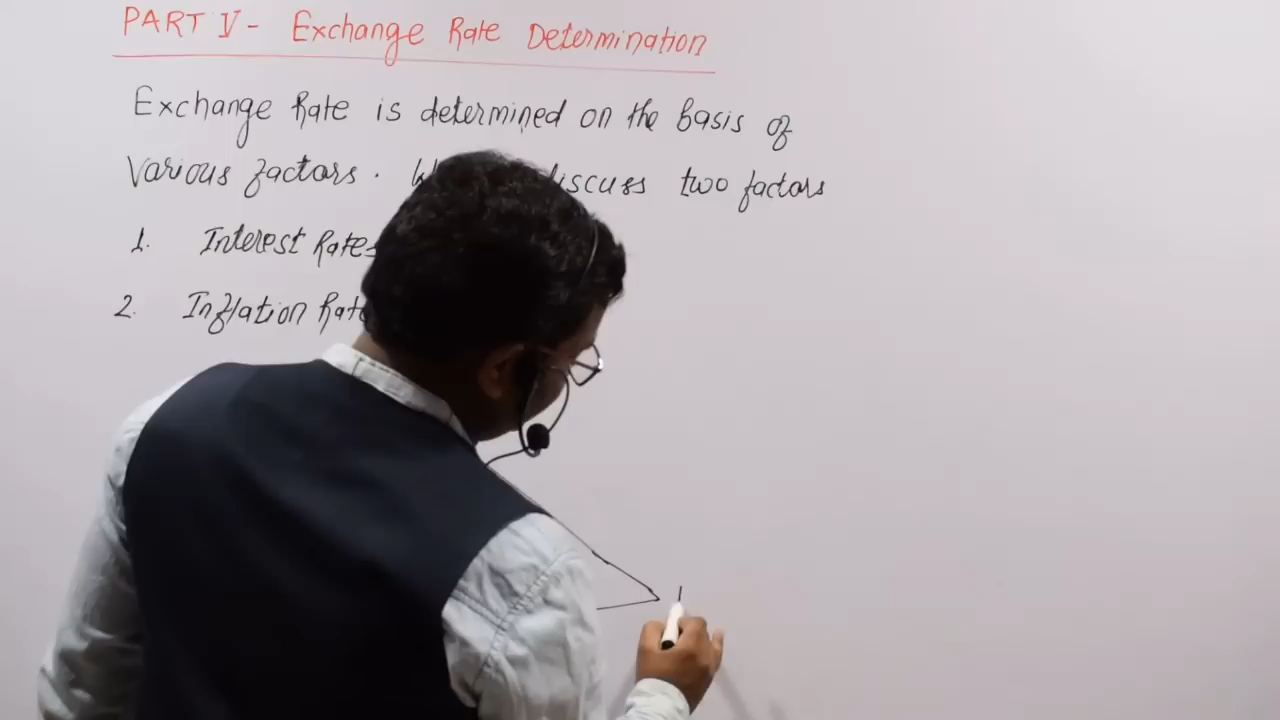 PART V - Exchange Rate Determination
Exchange Rate is determined on the basis of
Various factors. discuss two factors
1. Interest Rates
2. Inflation Rate